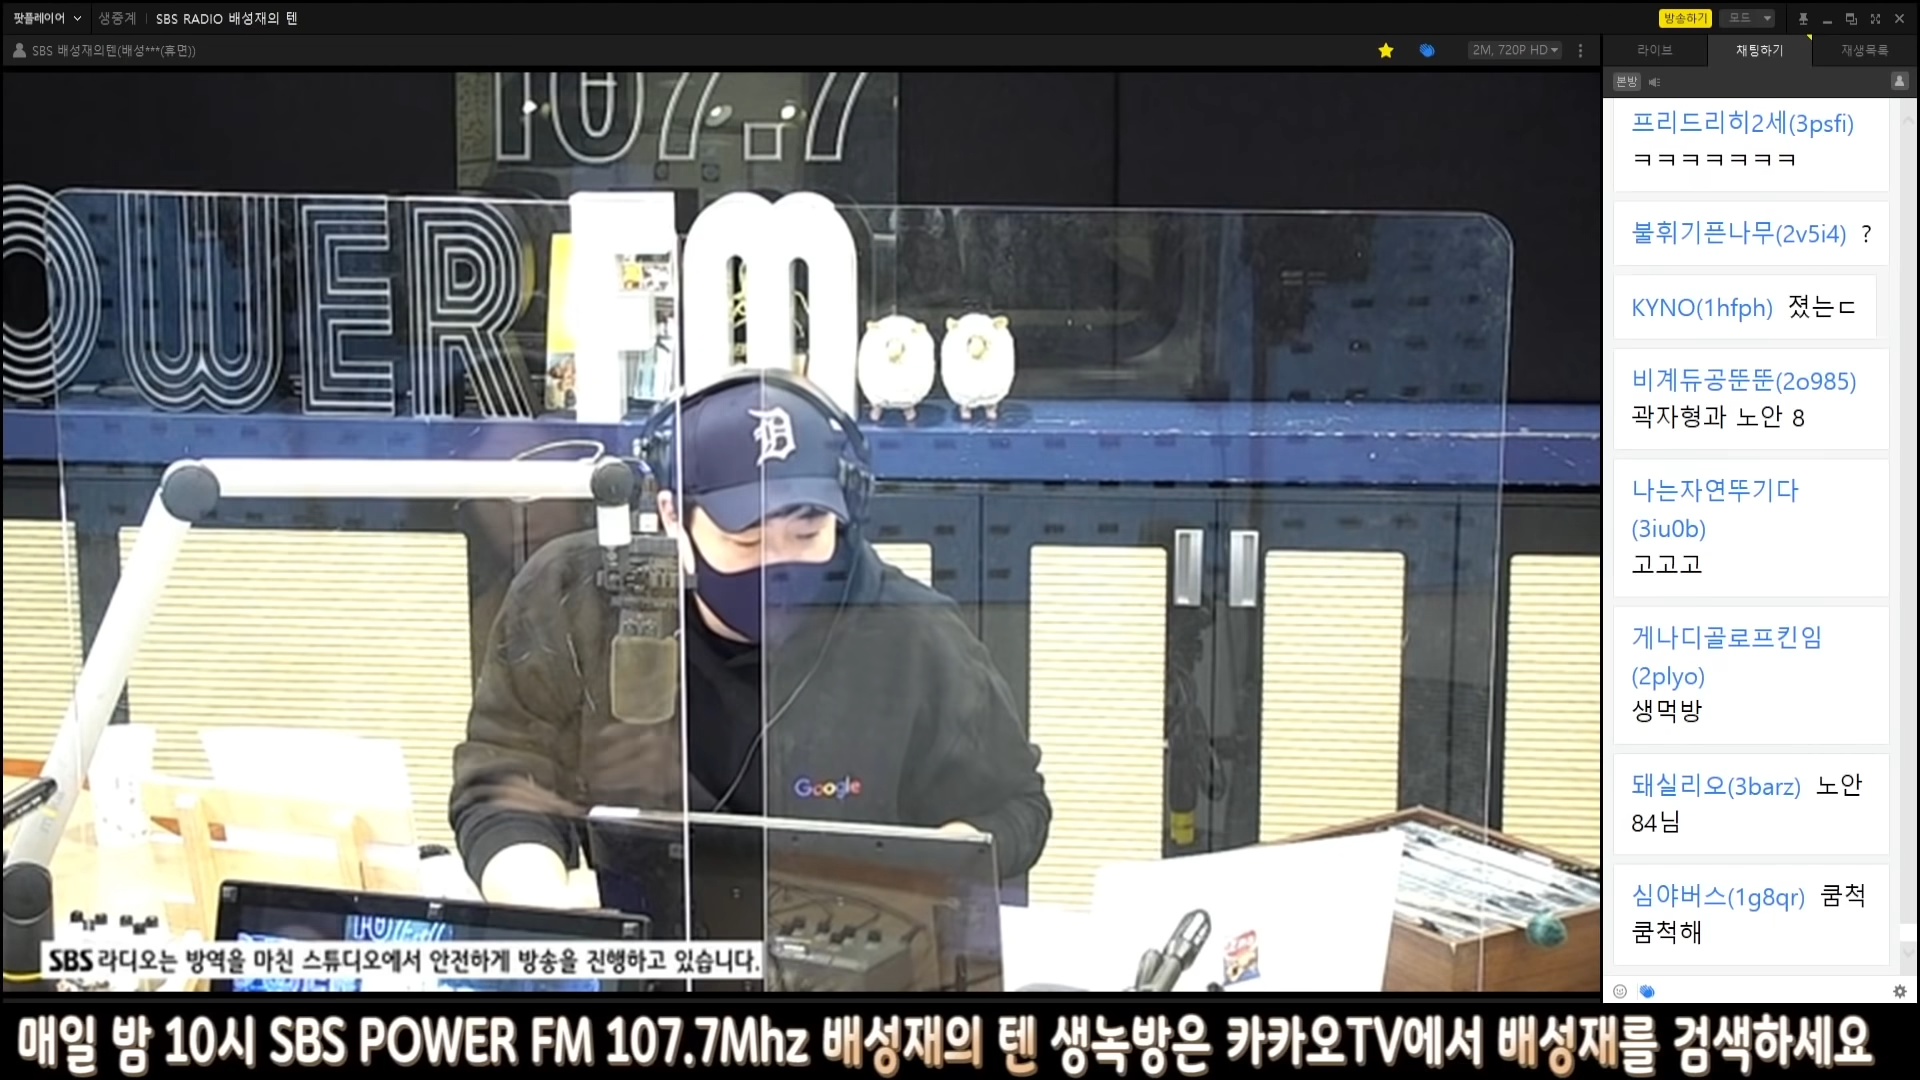 팟플레이어
생중계
SBS RADIO 배성재의 텐
방송하기
모드
SBS 배성재의텐(배성***(휴면))
2M, 720P HD
라이브
채팅하기
재생목록
본방
프리드리히2세(3psfi)
ㅋㅋㅋㅋㅋㅋㅋ
불휘기픈나무(2v5i4) ?
KYNO(1hfph) 졌는ㄷ
비계듀공뚠뚠(2o985)
곽자형과 노안 8
나는자연뚜기다
(3iu0b)
고고고
게나디골로프킨임
(2plyo)
생먹방
돼실리오(3barz) 노안
84님
심야버스(1g8qr) 쿰척
쿰척해
107.7
POWER FM
D
Google
SBS 라디오는 방역을 마친 스튜디오에서 안전하게 방송을 진행하고 있습니다.
매일 밤 10시 SBS POWER FM 107.7Mhz 배성재의 텐 생녹방은 카카오TV에서 배성재를 검색하세요